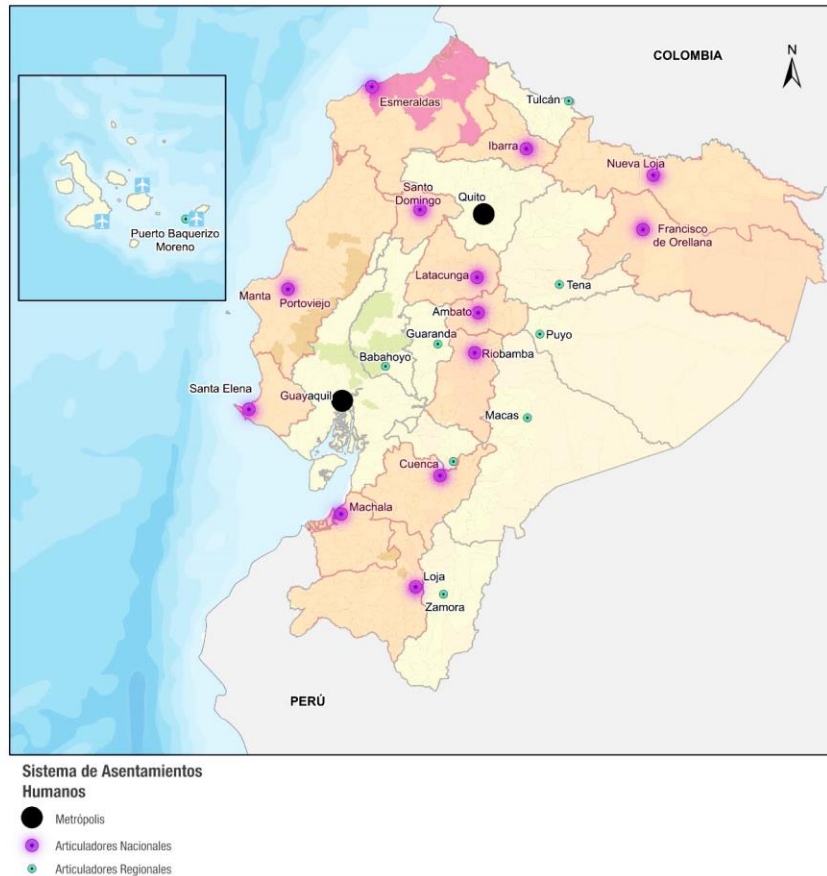 COLOMBIA
N
Esmeraldas
Tulcán
Ibarra
Nueva Loja
Santo
Domingo
Quito
Francisco
de Orellana
Puerto Baquerizo
Moreno
Latacunga
Tena
Manta
Portoviejo
Ambato
Guaranda
Puyo
Babahoyo
Riobamba
Santa Elena
Guayaquil
Macas
Cuenca
Machala
Loja
Zamora
PERÚ
Sistema de Asentamientos
Humanos
Metrópolis
Articuladores Nacionales
Articuladores Regionales